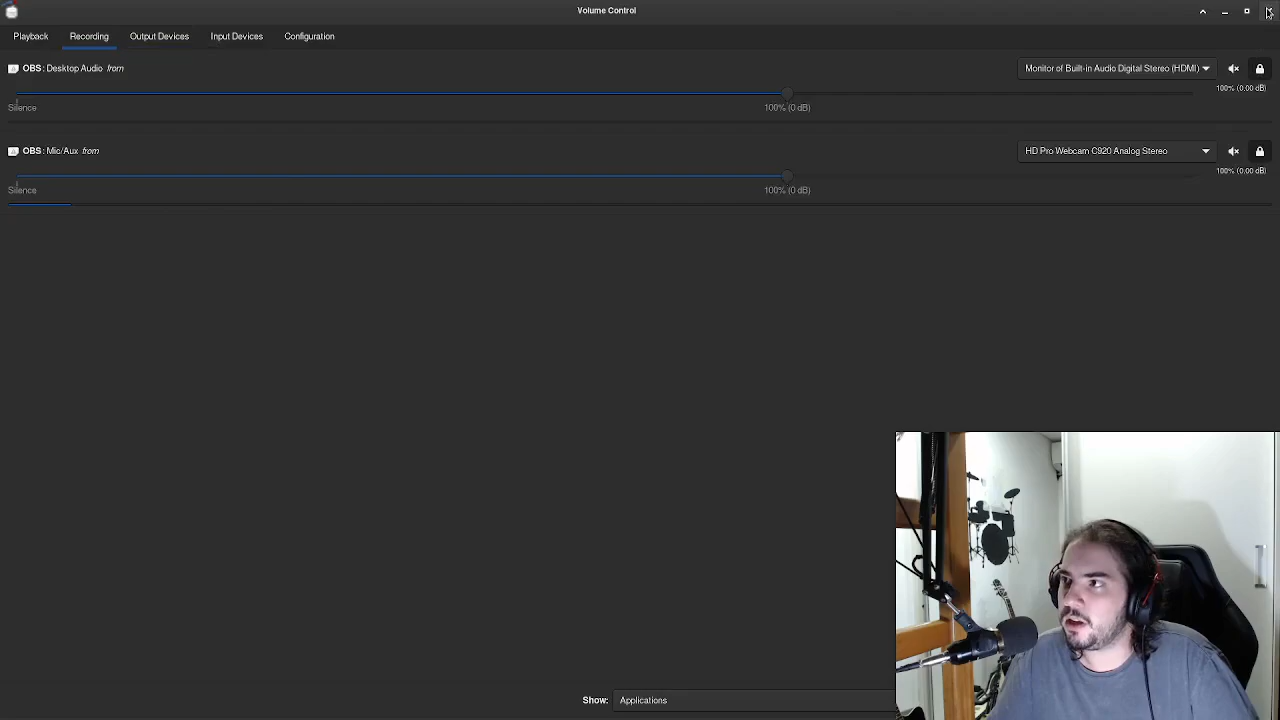 Volume Control
Playback Recording Output Devices Input Devices Configuration
OBS: Desktop Audio from Monitor of Built-in Audio Digital Stereo (HDMI)
100% (0.00 dB)
Silence 100% (0 dB)
OBS: Mic/Aux from HD Pro Webcam C920 Analog Stereo
100% (0.00 dB)
Silence 100% (0 dB)
Show: Applications